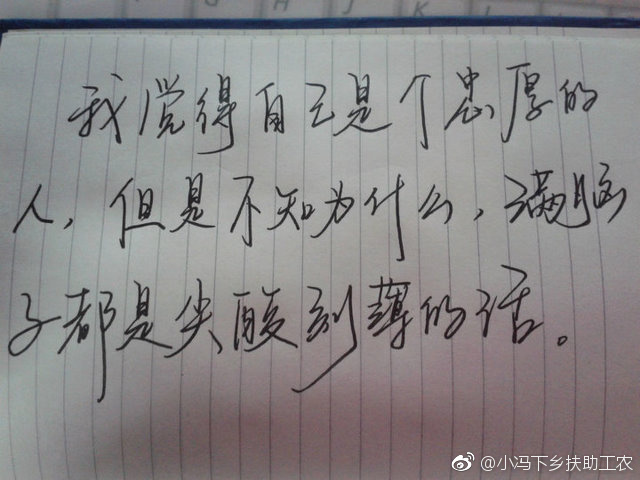 我觉得自己是个忠厚的
人，但是不知为什么，满脑
子都是尖酸刻薄的话。
@小冯下乡扶助工农